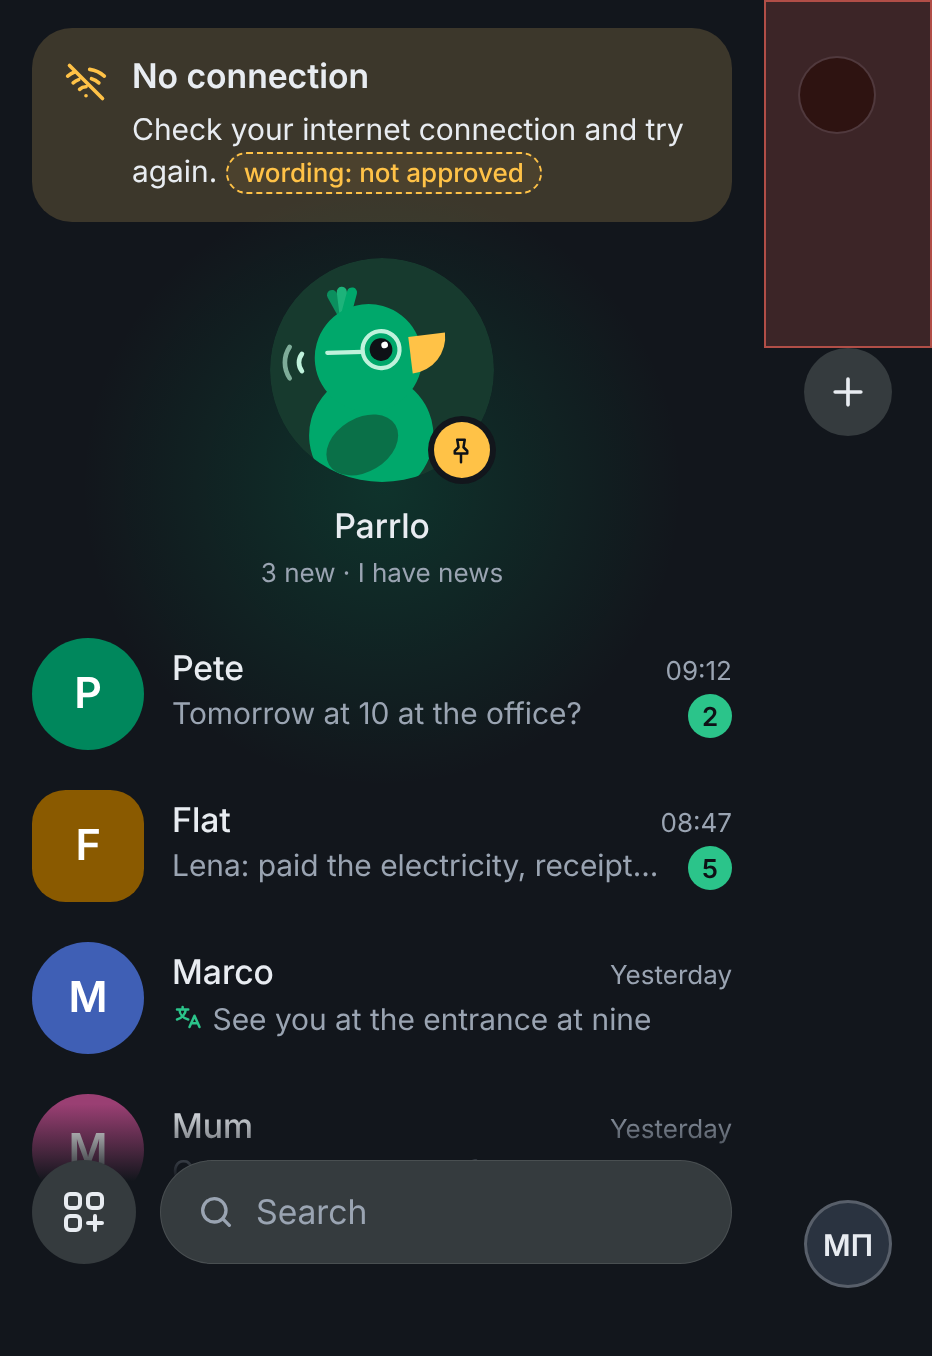 No connection
Check your internet connection and try
again. wording: not approved
Parrlo
3 new · I have news
P
Pete
09:12
Tomorrow at 10 at the office?
2
F
Flat
08:47
Lena: paid the electricity, receipt...
5
M
Marco
Yesterday
See you at the entrance at nine
M
Mum
Yesterday
Search
МП